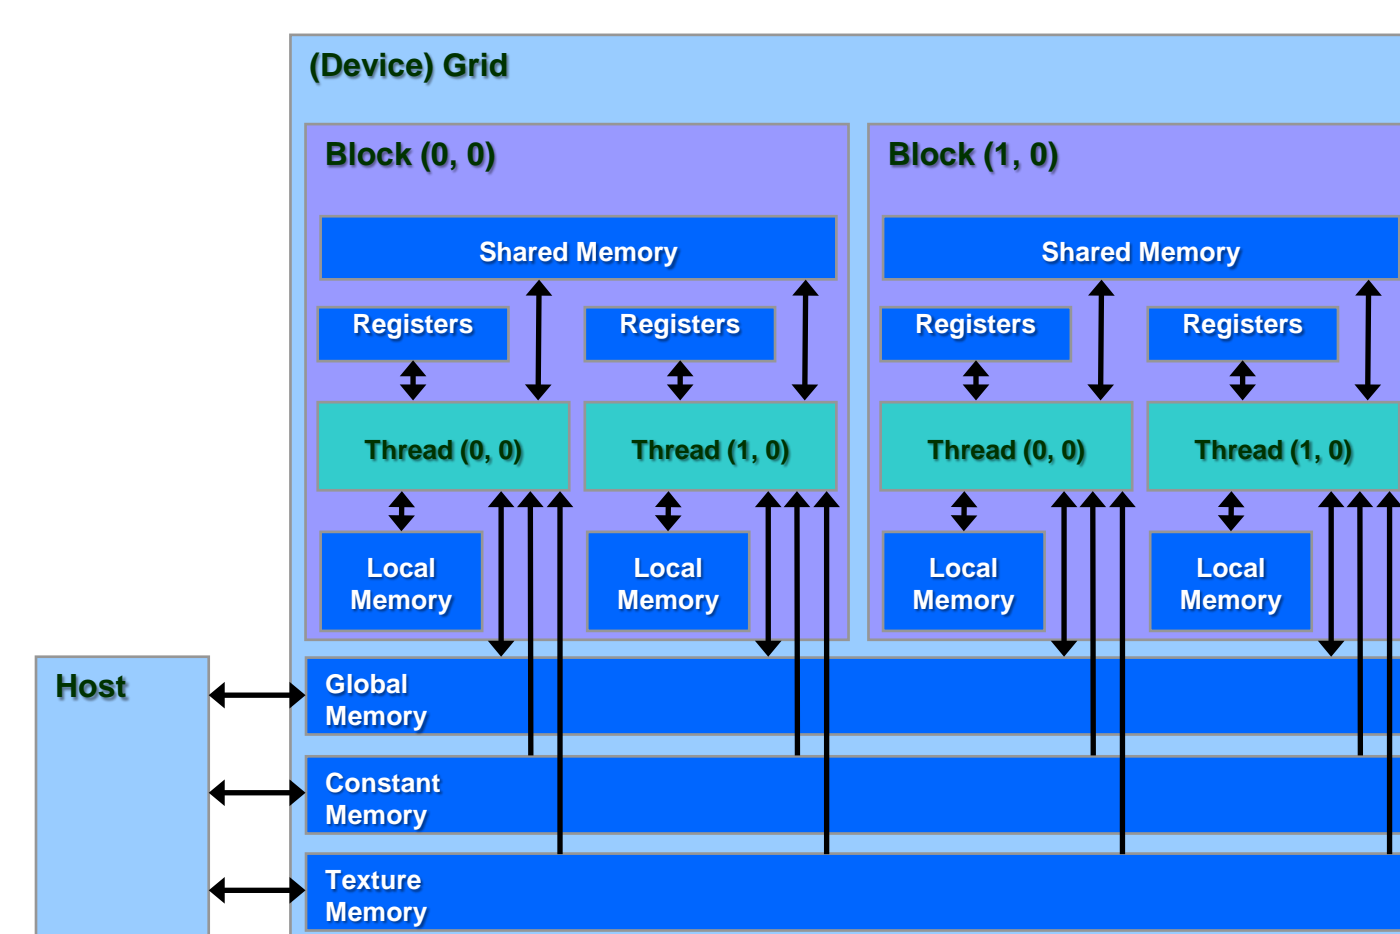 (Device) Grid
Block (0, 0)
Block (1, 0)
Shared Memory
Shared Memory
Registers
Registers
Registers
Registers
Thread (0, 0)
Thread (1, 0)
Thread (0, 0)
Thread (1, 0)
Local
Memory
Local
Memory
Local
Memory
Local
Memory
Host
Global
Memory
Constant
Memory
Texture
Memory